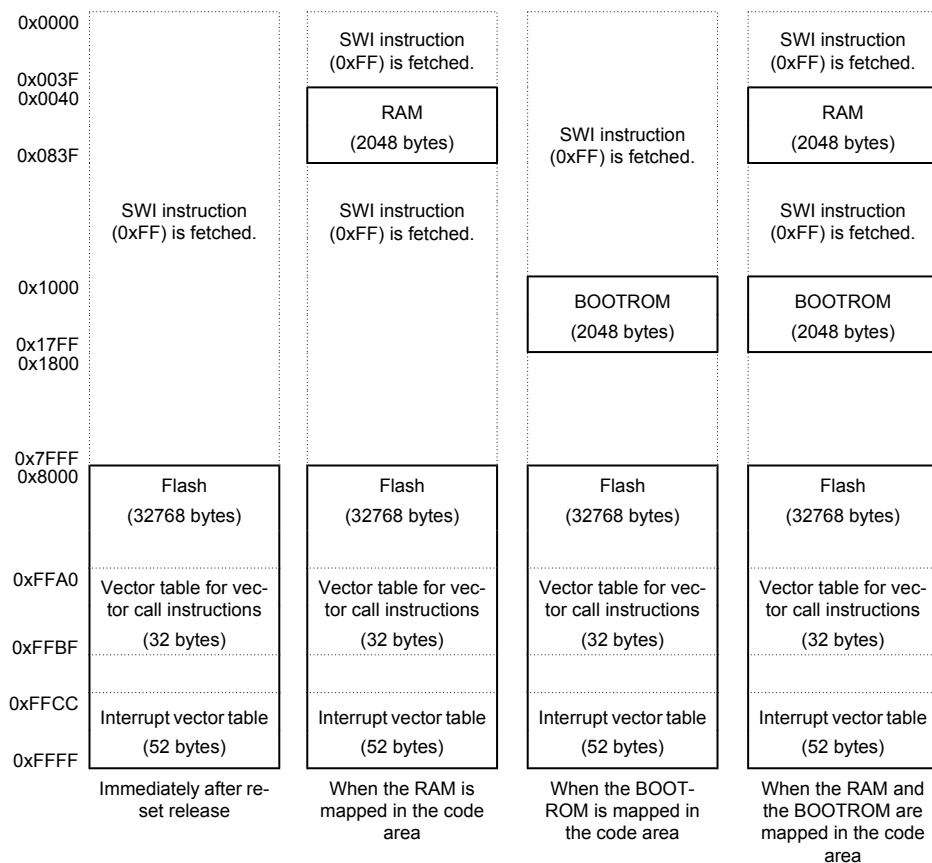 0x0000
0x003F
0x0040
0x083F
0x1000
0x17FF
0x1800
0x7FFF
0x8000
0xFFA0
0xFFBF
0xFFCC
0xFFFF
SWI instruction
(0xFF) is fetched.
Flash
(32768 bytes)
Vector table for vec-
tor call instructions
(32 bytes)
Interrupt vector table
(52 bytes)
Immediately after re-
set release
SWI instruction
(0xFF) is fetched.
RAM
(2048 bytes)
SWI instruction
(0xFF) is fetched.
Flash
(32768 bytes)
Vector table for vec-
tor call instructions
(32 bytes)
Interrupt vector table
(52 bytes)
When the RAM is
mapped in the code
area
SWI instruction
(0xFF) is fetched.
BOOTROM
(2048 bytes)
Flash
(32768 bytes)
Vector table for vec-
tor call instructions
(32 bytes)
Interrupt vector table
(52 bytes)
When the BOOT-
ROM is mapped in
the code area
SWI instruction
(0xFF) is fetched.
RAM
(2048 bytes)
SWI instruction
(0xFF) is fetched.
BOOTROM
(2048 bytes)
Flash
(32768 bytes)
Vector table for vec-
tor call instructions
(32 bytes)
Interrupt vector table
(52 bytes)
When the RAM and
the BOOTROM are
mapped in the code
area